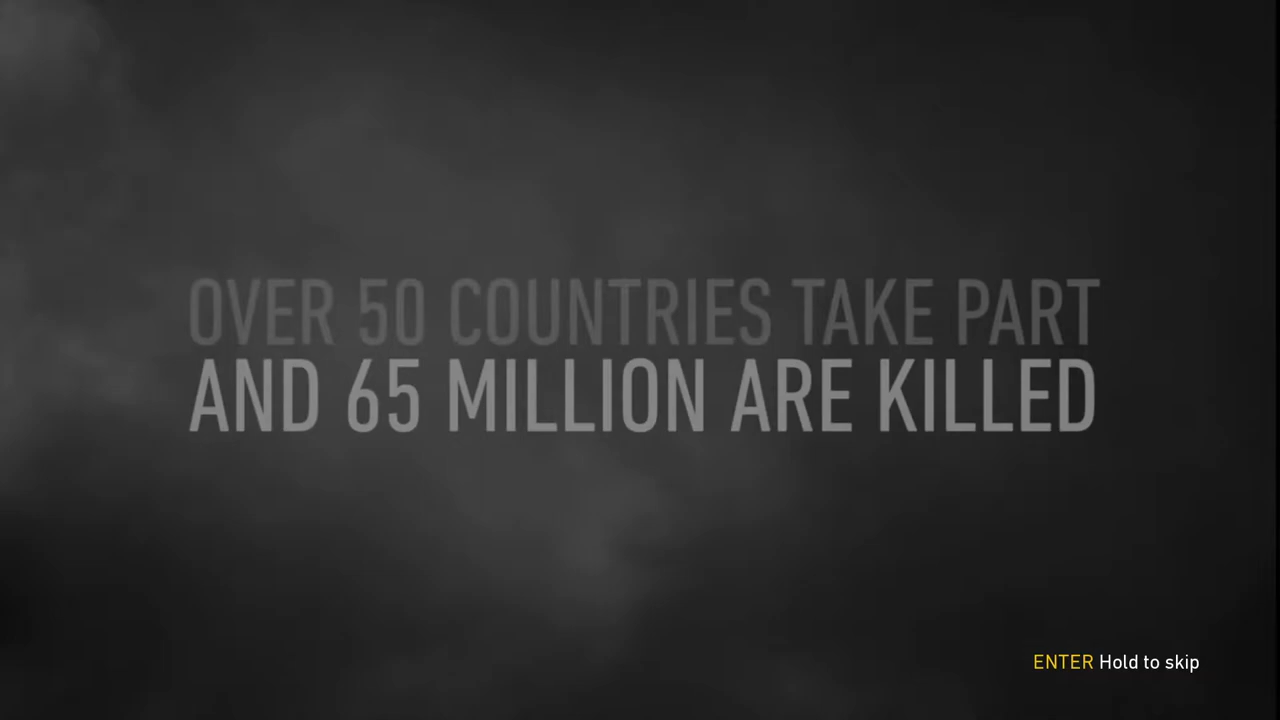 OVER 50 COUNTRIES TAKE PART
AND 65 MILLION ARE KILLED
ENTER Hold to skip